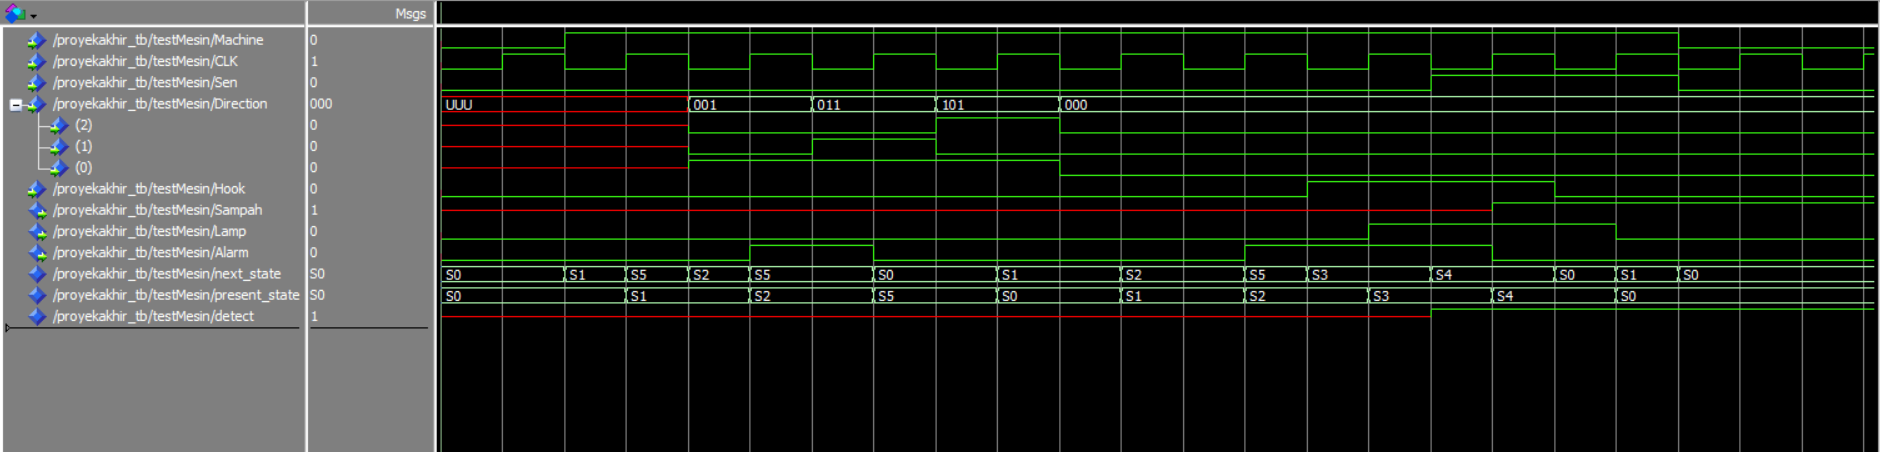 Msgs
/proyekakhir_tb/testMesin/Machine 0
/proyekakhir_tb/testMesin/CLK 1
/proyekakhir_tb/testMesin/Sen 0
/proyekakhir_tb/testMesin/Direction 000 UUU 001 011 101 000
(2) 0
(1) 0
(0) 0
/proyekakhir_tb/testMesin/Hook 0
/proyekakhir_tb/testMesin/Sampah 1
/proyekakhir_tb/testMesin/Lamp 0
/proyekakhir_tb/testMesin/Alarm 0
/proyekakhir_tb/testMesin/next_state S0 S0 S1 S5 S2 S5 S0 S1 S2 S5 S3 S4 S0 S1 S0
/proyekakhir_tb/testMesin/present_state S0 S0 S1 S2 S5 S0 S1 S2 S3 S4 S0
/proyekakhir_tb/testMesin/detect 1